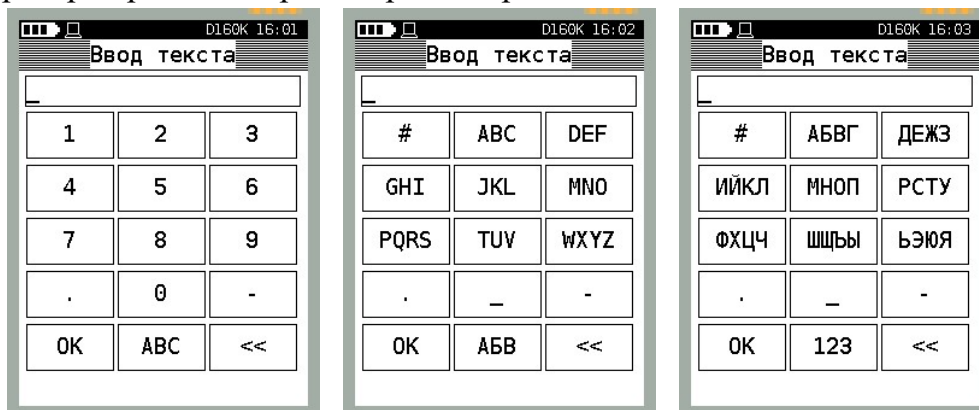 D160K 16:01
Ввод текста
_
1 2 3
4 5 6
7 8 9
. 0 -
OK ABC <<
D160K 16:02
Ввод текста
_
# ABC DEF
GHI JKL MNO
PQRS TUV WXYZ
. _ -
OK АБВ <<
D160K 16:03
Ввод текста
_
# АБВГ ДЕЖЗ
ИЙКЛ МНОП РСТУ
ФХЦЧ ШЩЪЫ ЬЭЮЯ
. _ -
OK 123 <<